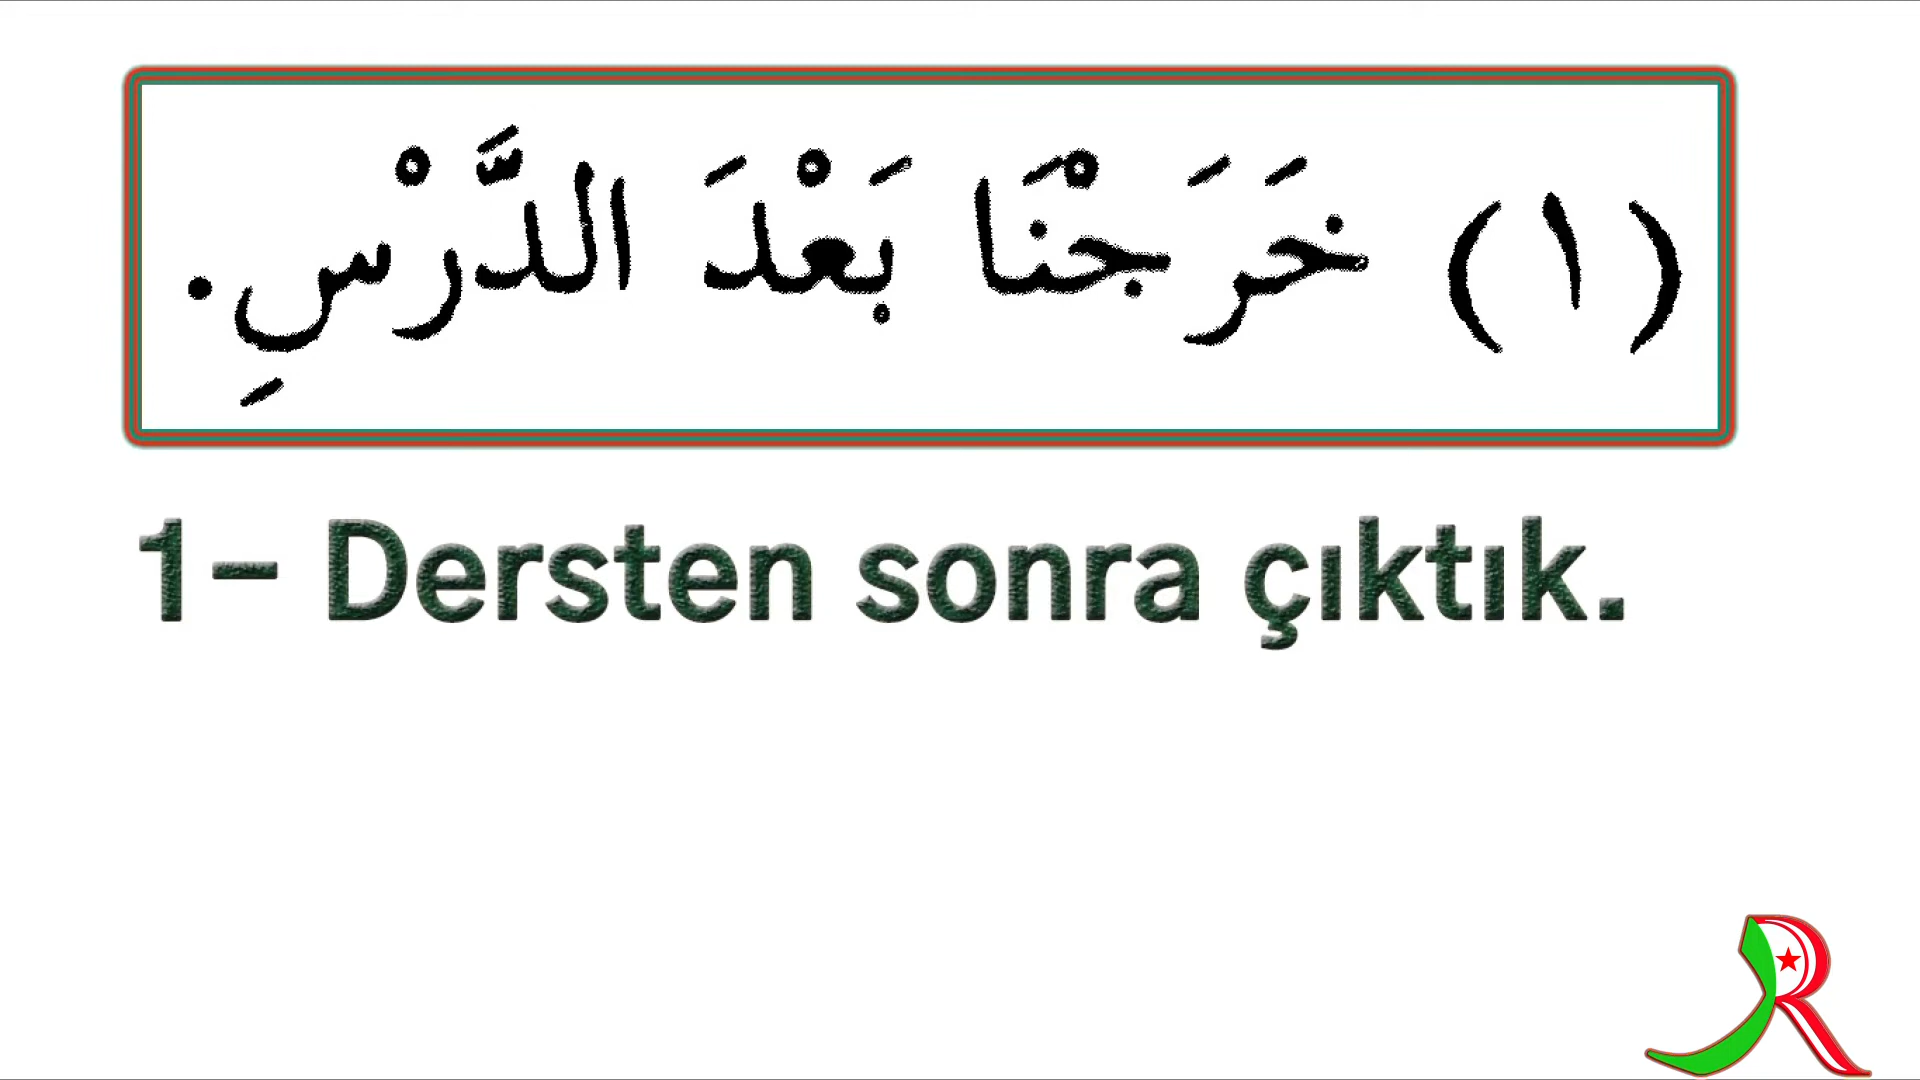 (١) خَرَجْنَا بَعْدَ الدَّرْسِ.
1– Dersten sonra çıktık.